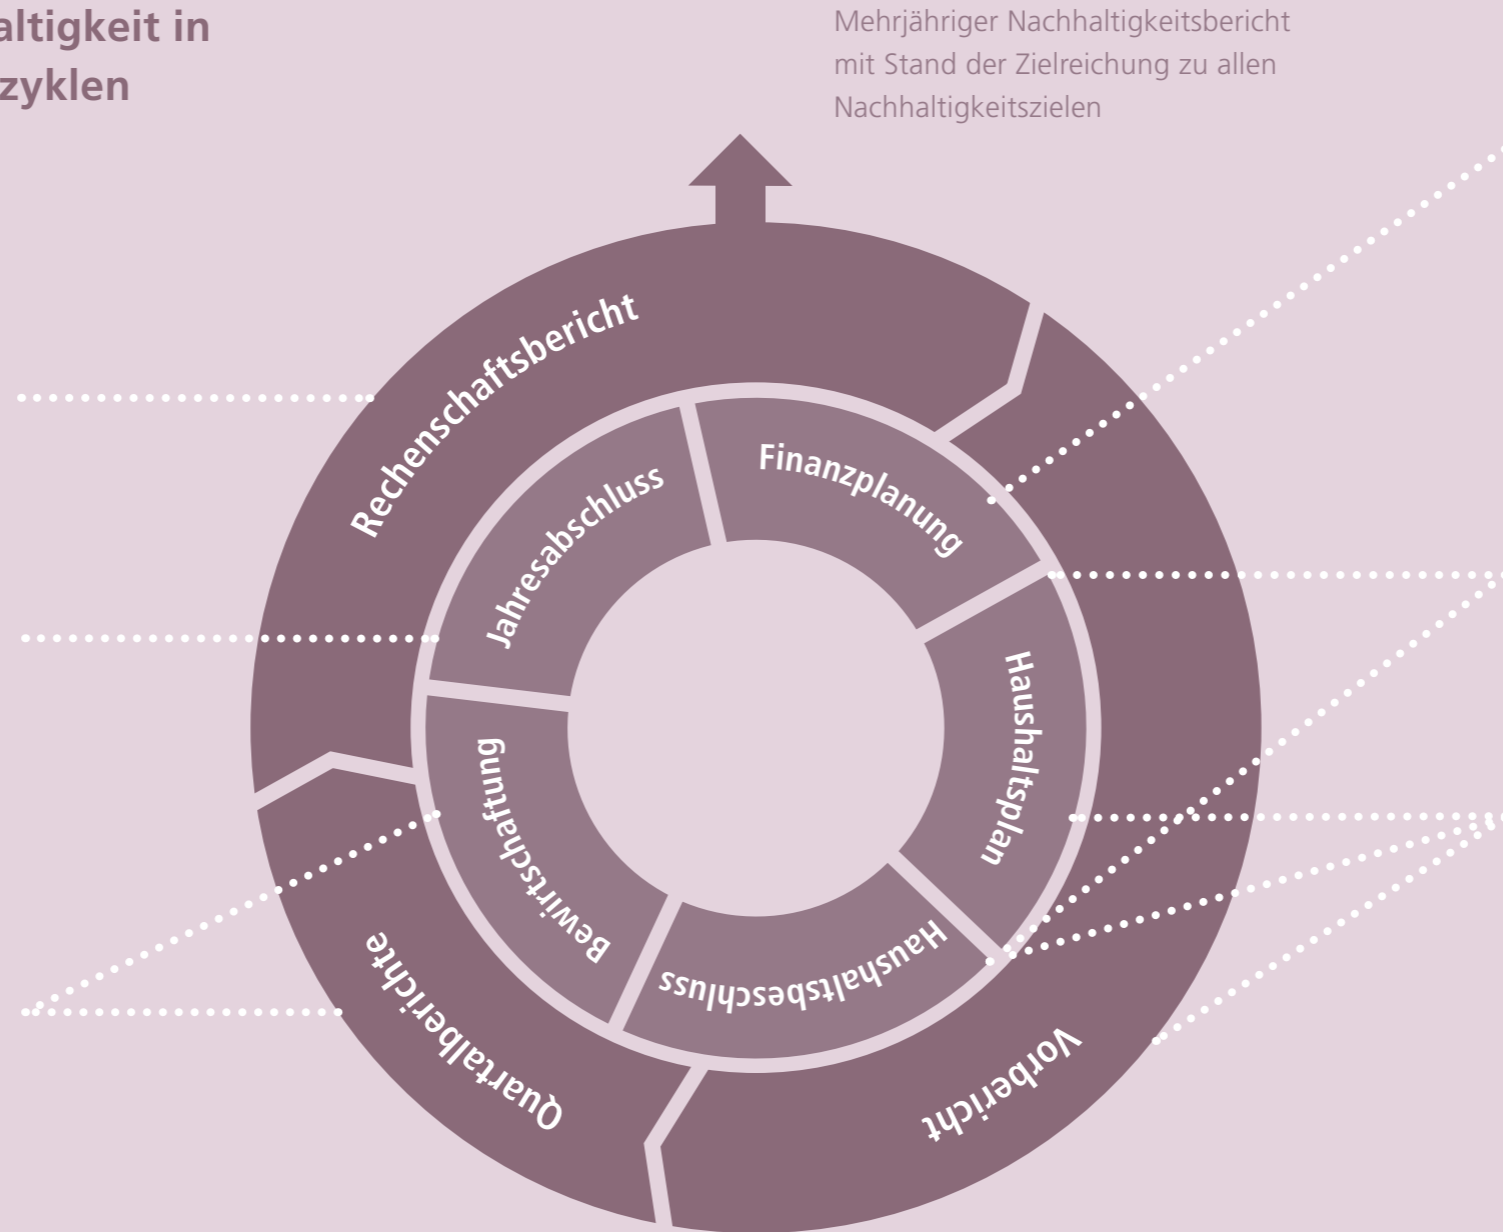 altigkeit in
zyklen
Mehrjähriger Nachhaltigkeitsbericht
mit Stand der Zielreichung zu allen
Nachhaltigkeitszielen
Rechenschaftsbericht
Jahresabschluss
Finanzplanung
Haushaltsplan
Haushaltsbeschluss
Bewirtschaftung
Quartalberichte
Vorbericht